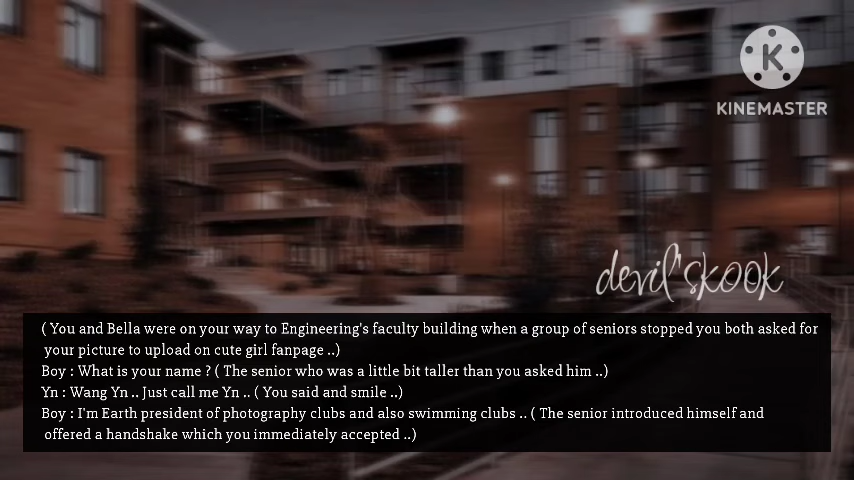 KINEMASTER
devil'skook
( You and Bella were on your way to Engineering's faculty building when a group of seniors stopped you both asked for
your picture to upload on cute girl fanpage ..)
Boy : What is your name ? ( The senior who was a little bit taller than you asked him ..)
Yn : Wang Yn .. Just call me Yn .. ( You said and smile ..)
Boy : I'm Earth president of photography clubs and also swimming clubs .. ( The senior introduced himself and
offered a handshake which you immediately accepted ..)